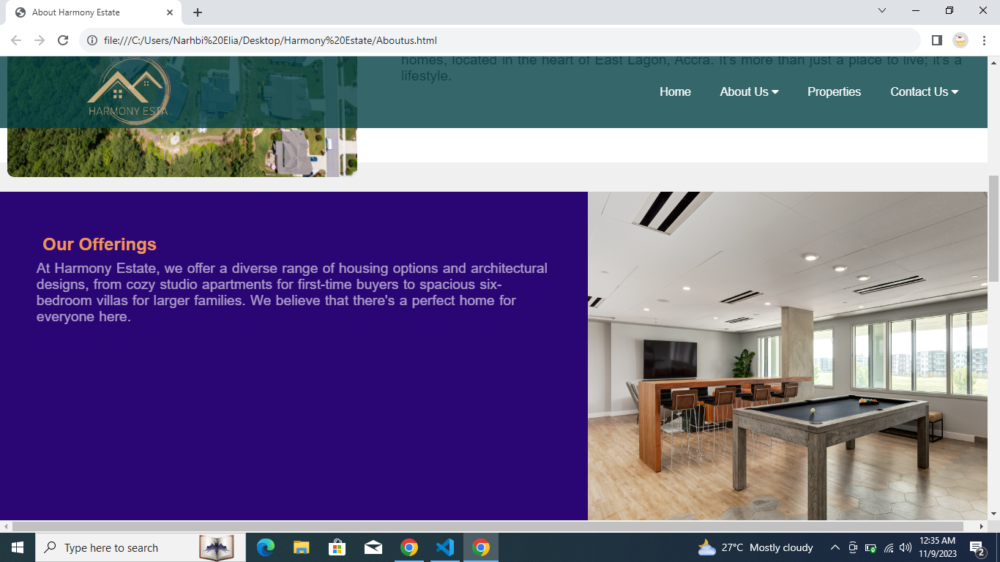 About Harmony Estate
file:///C:/Users/Narhbi%20Elia/Desktop/Harmony%20Estate/Aboutus.html
homes, located in the heart of East Lagon, Accra. It's more than just a place to live; it's a
lifestyle.
HARMONY ESTA
Home About Us Properties Contact Us
Our Offerings
At Harmony Estate, we offer a diverse range of housing options and architectural
designs, from cozy studio apartments for first-time buyers to spacious six-
bedroom villas for larger families. We believe that there's a perfect home for
everyone here.
Type here to search
27°C Mostly cloudy
12:35 AM
11/9/2023
2